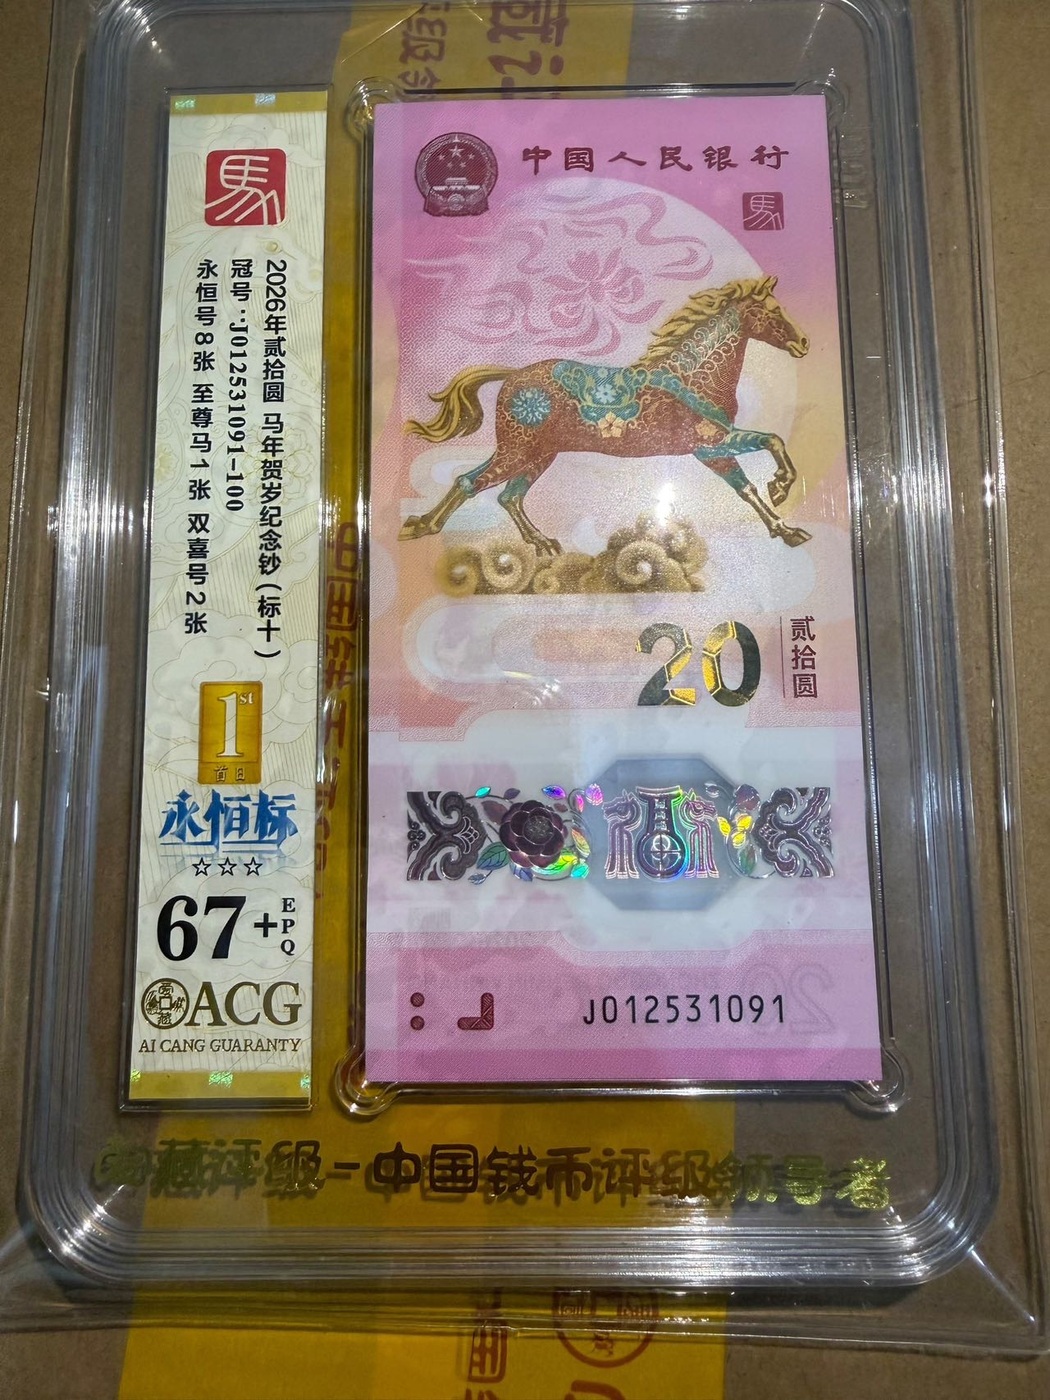 馬
2026年贰拾圆 马年贺岁纪念钞（标十）
冠号：J012531091-100
永恒号8张 至尊马1张 双喜号2张
1st
首日
永恒标
☆☆☆
67+EPQ
ACG
AI CANG GUARANTY
中国人民银行
馬
20
贰拾圆
J012531091
20
爱藏评级-中国钱币评级领导者